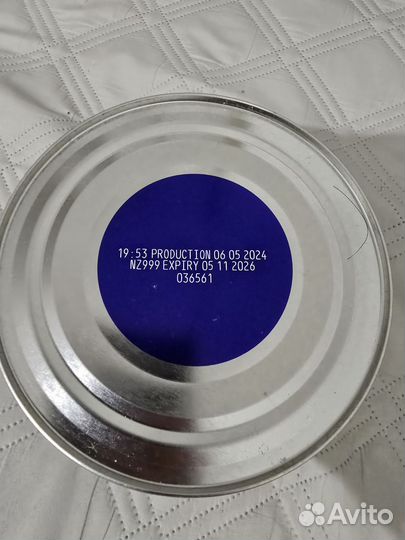 19:53 PRODUCTION 06 05 2024
NZ999 EXPIRY 05 11 2026
036561
Avito